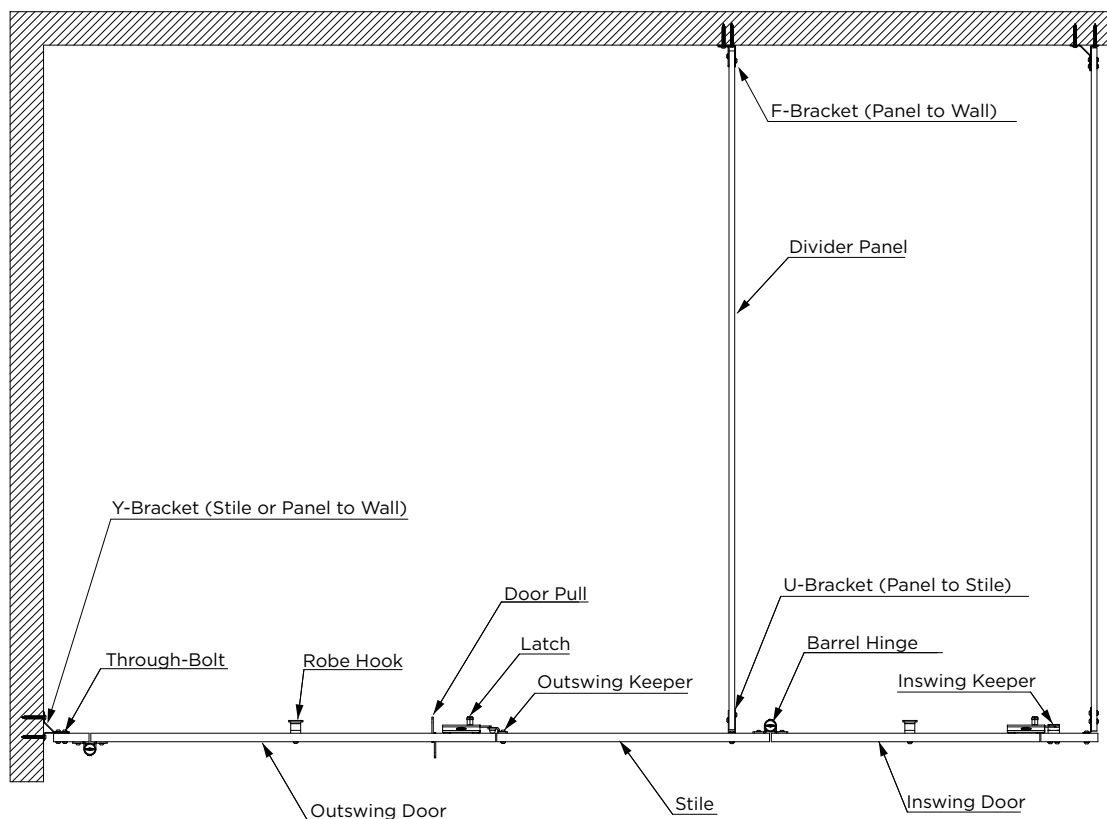 F-Bracket (Panel to Wall)
Divider Panel
Y-Bracket (Stile or Panel to Wall)
U-Bracket (Panel to Stile)
Door Pull
Latch
Barrel Hinge
Through-Bolt
Robe Hook
Outswing Keeper
Inswing Keeper
Outswing Door
Stile
Inswing Door